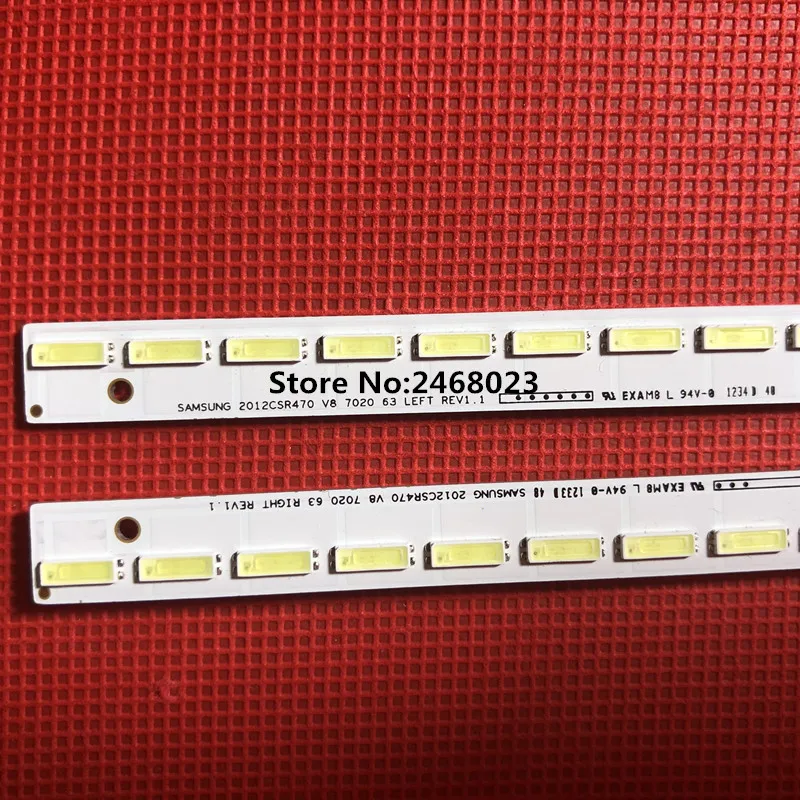 Store No:2468023
SAMSUNG 2012CSR470 V8 7020 63 LEFT REV1.1 EXAM8 L 94V-0 1234
SAMSUNG 2012CSR470 V8 7020 63 RIGHT REV1.1
EXAM8 L 94V-0 1233